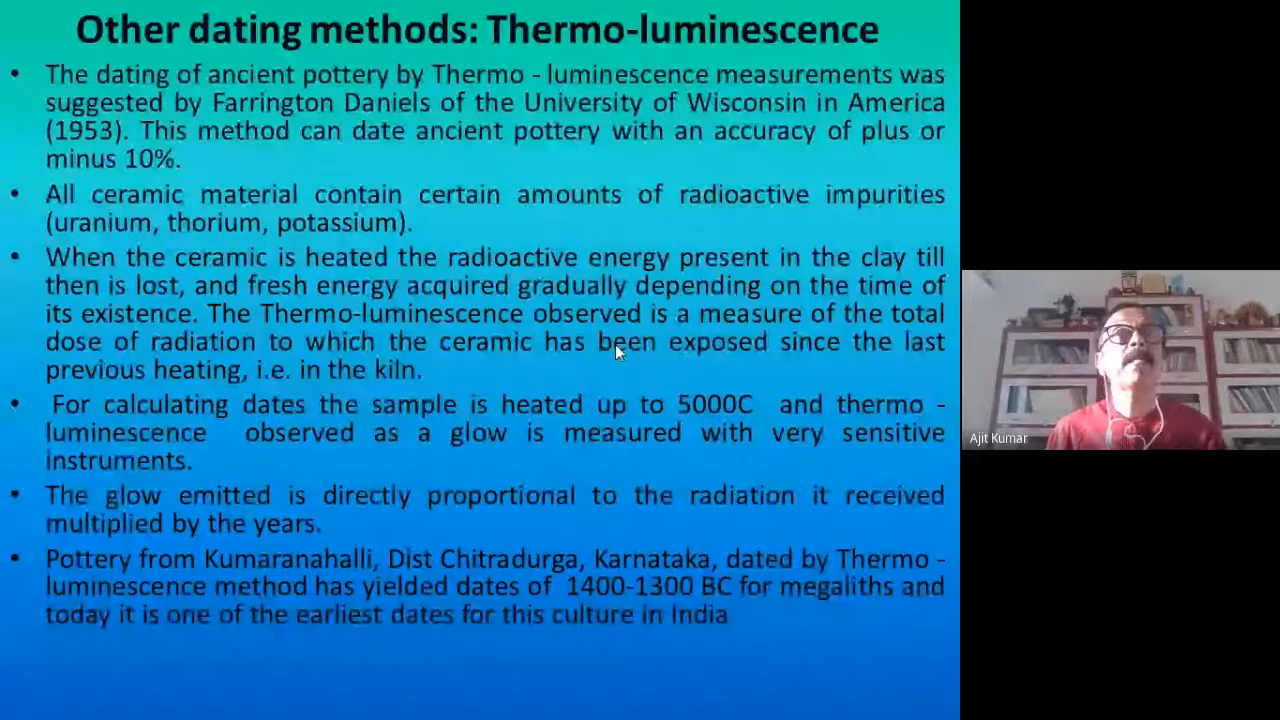 Other dating methods: Thermo-luminescence
• The dating of ancient pottery by Thermo - luminescence measurements was
suggested by Farrington Daniels of the University of Wisconsin in America
(1953). This method can date ancient pottery with an accuracy of plus or
minus 10%.
• All ceramic material contain certain amounts of radioactive impurities
(uranium, thorium, potassium).
• When the ceramic is heated the radioactive energy present in the clay till
then is lost, and fresh energy acquired gradually depending on the time of
its existence. The Thermo-luminescence observed is a measure of the total
dose of radiation to which the ceramic has been exposed since the last
previous heating, i.e. in the kiln.
• For calculating dates the sample is heated up to 5000C and thermo -
luminescence observed as a glow is measured with very sensitive
instruments.
• The glow emitted is directly proportional to the radiation it received
multiplied by the years.
• Pottery from Kumaranahalli, Dist Chitradurga, Karnataka, dated by Thermo -
luminescence method has yielded dates of 1400-1300 BC for megaliths and
today it is one of the earliest dates for this culture in India
Ajit Kumar